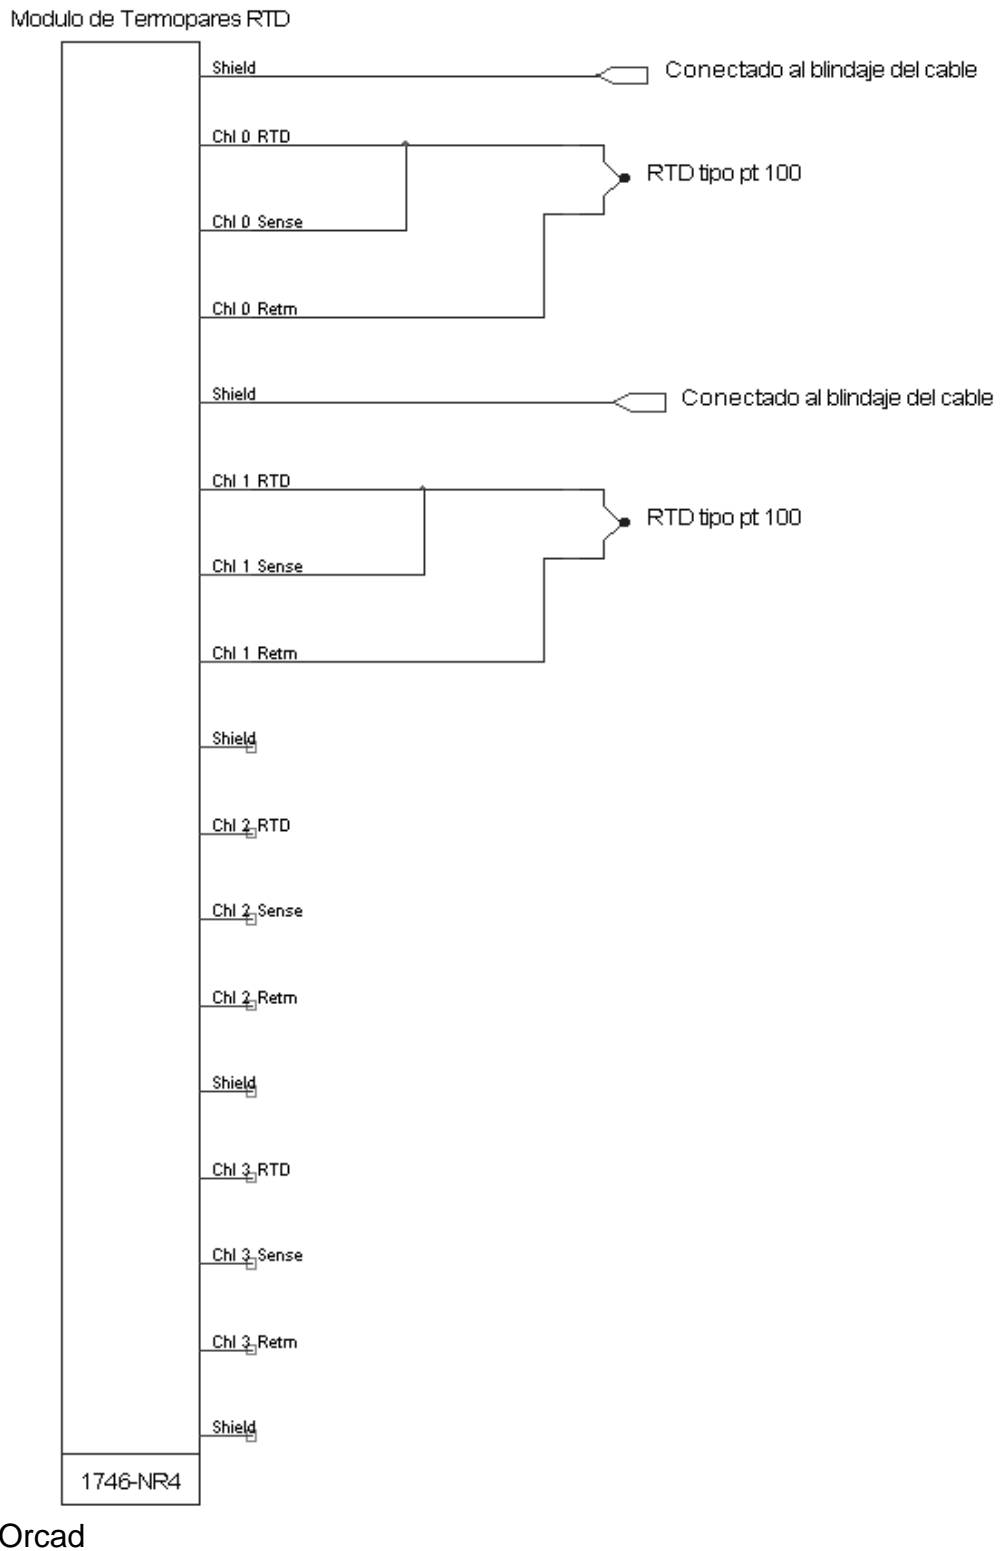 Modulo de Termopares RTD
Shield
Conectado al blindaje del cable
Chl 0 RTD
RTD tipo pt 100
Chl 0 Sense
Chl 0 Retrn
Shield
Conectado al blindaje del cable
Chl 1 RTD
RTD tipo pt 100
Chl 1 Sense
Chl 1 Retrn
Shield
Chl 2 RTD
Chl 2 Sense
Chl 2 Retrn
Shield
Chl 3 RTD
Chl 3 Sense
Chl 3 Retrn
Shield
1746-NR4
Orcad